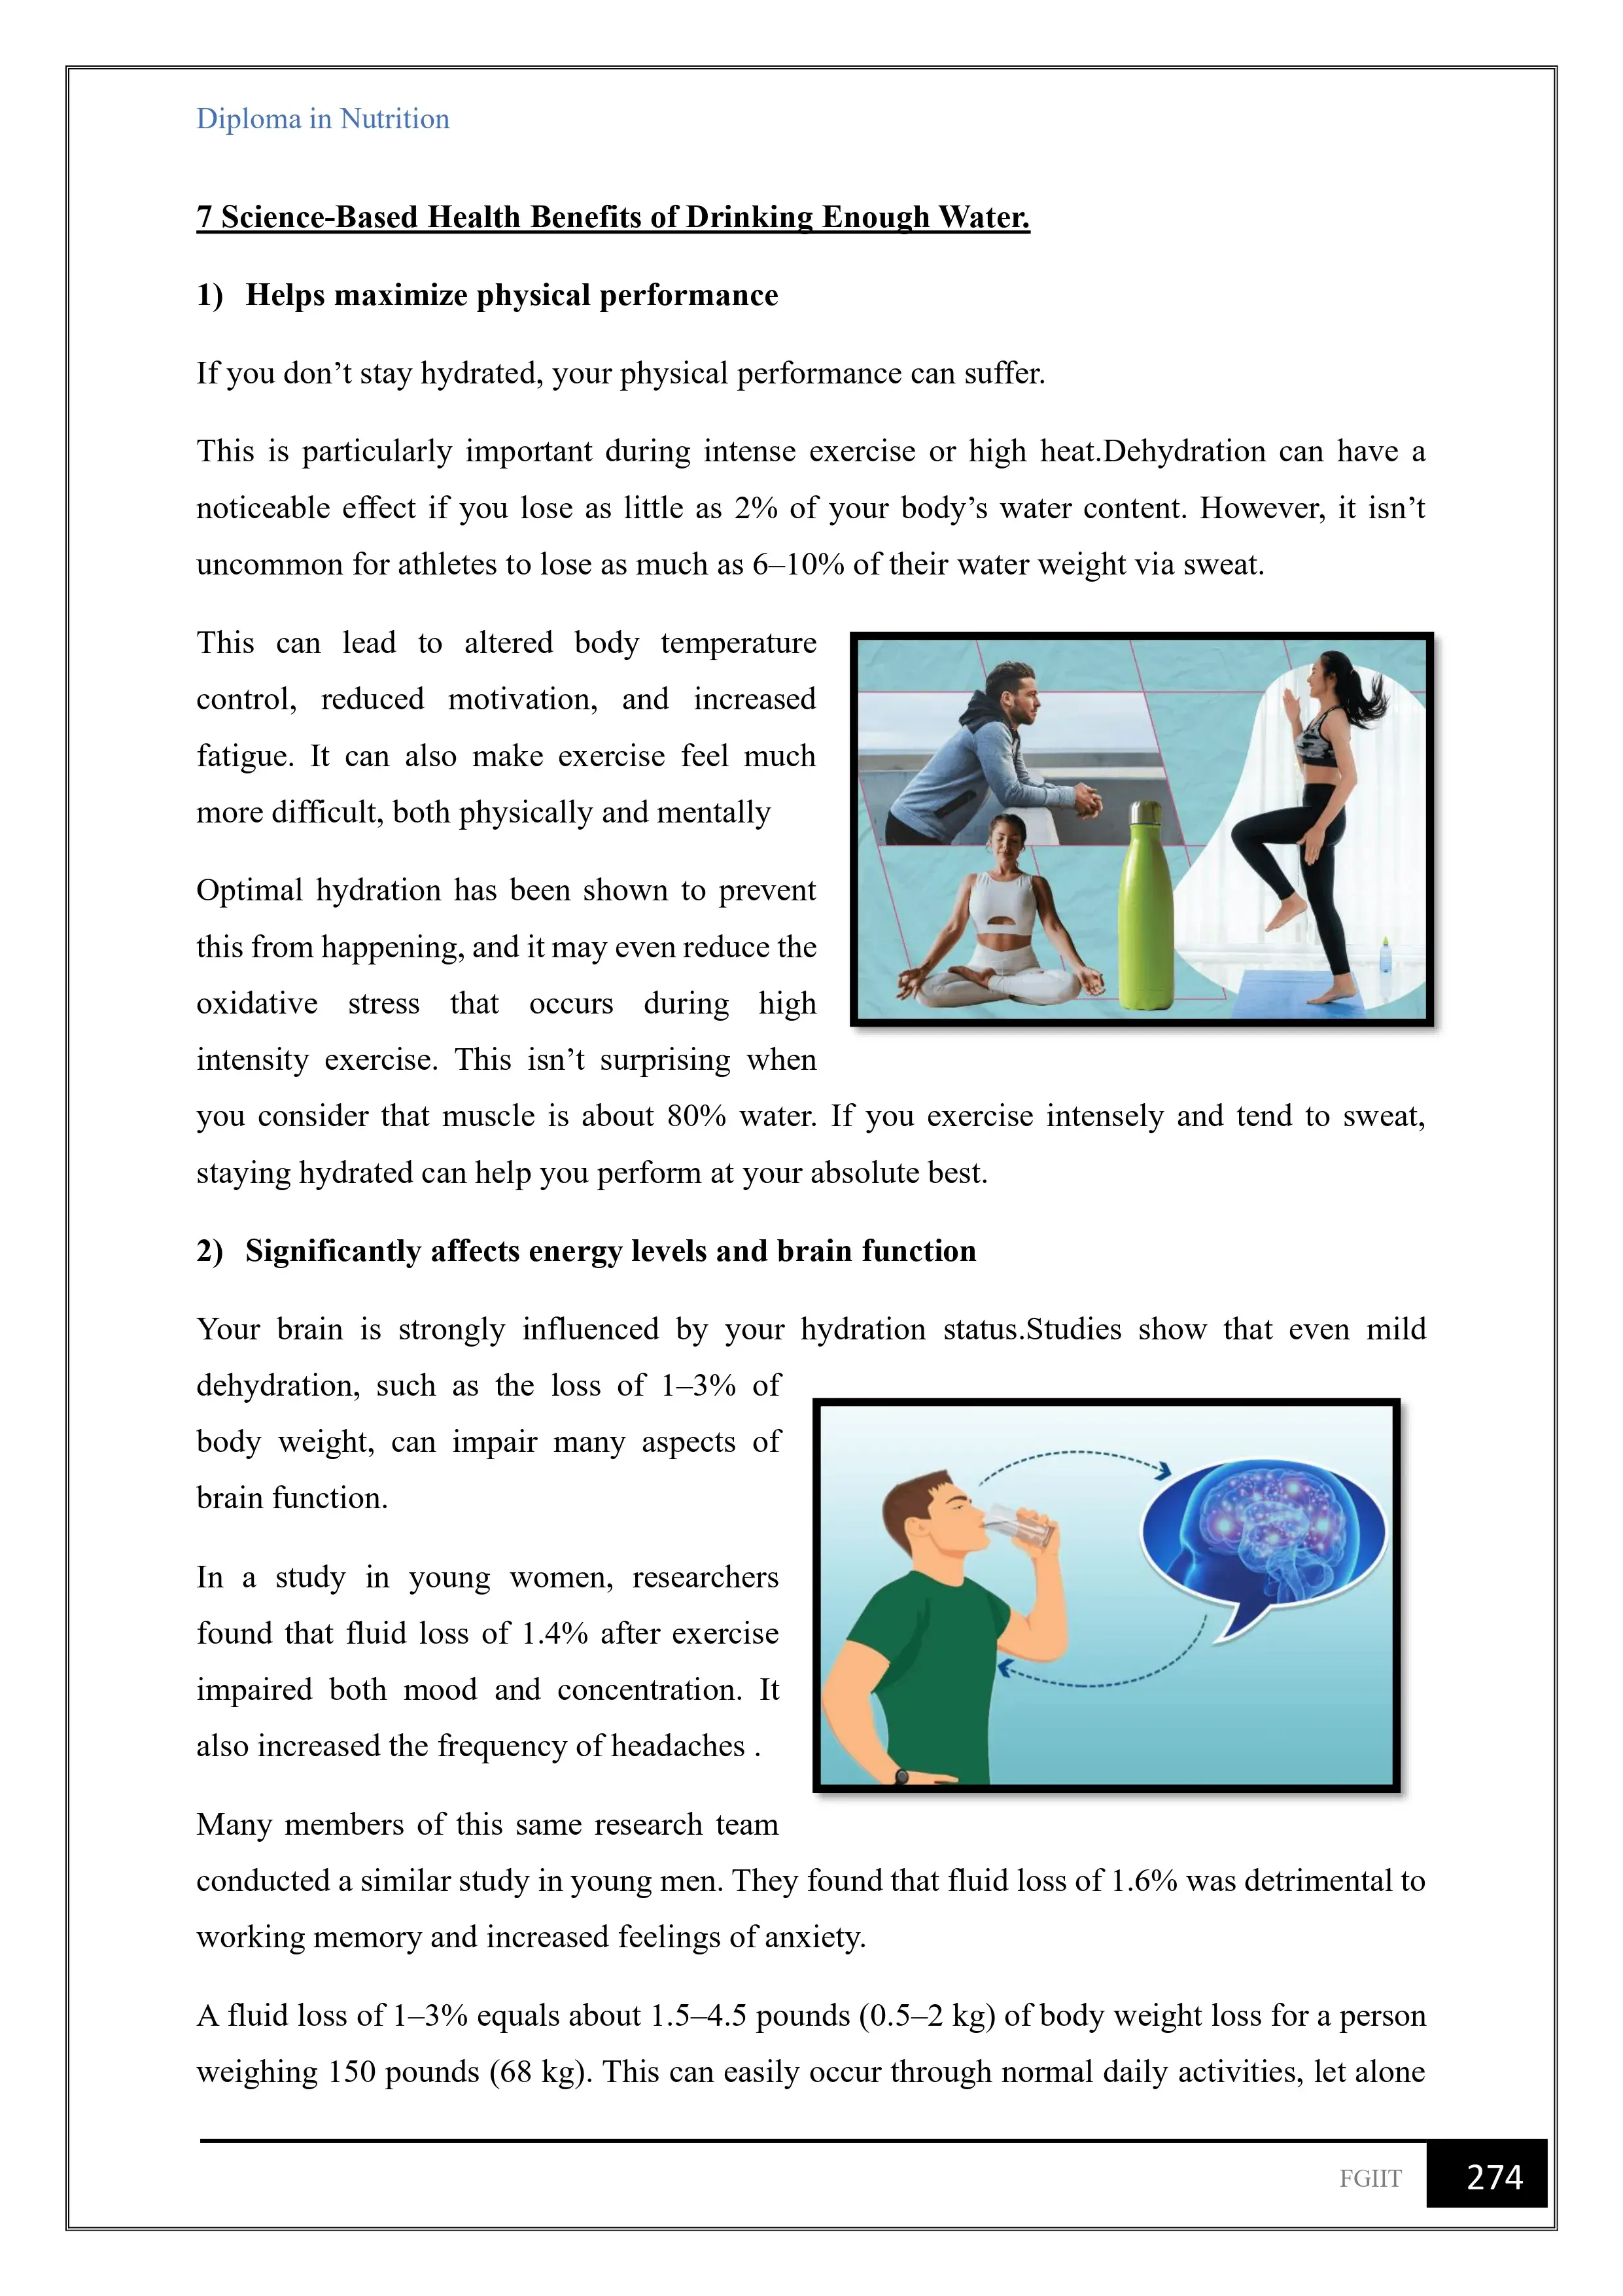 Diploma in Nutrition
7 Science-Based Health Benefits of Drinking Enough Water.
1) Helps maximize physical performance
If you don’t stay hydrated, your physical performance can suffer.
This is particularly important during intense exercise or high heat.Dehydration can have a
noticeable effect if you lose as little as 2% of your body’s water content. However, it isn’t
uncommon for athletes to lose as much as 6–10% of their water weight via sweat.
This can lead to altered body temperature
control, reduced motivation, and increased
fatigue. It can also make exercise feel much
more difficult, both physically and mentally
Optimal hydration has been shown to prevent
this from happening, and it may even reduce the
oxidative stress that occurs during high
intensity exercise. This isn’t surprising when
you consider that muscle is about 80% water. If you exercise intensely and tend to sweat,
staying hydrated can help you perform at your absolute best.
2) Significantly affects energy levels and brain function
Your brain is strongly influenced by your hydration status.Studies show that even mild
dehydration, such as the loss of 1–3% of
body weight, can impair many aspects of
brain function.
In a study in young women, researchers
found that fluid loss of 1.4% after exercise
impaired both mood and concentration. It
also increased the frequency of headaches .
Many members of this same research team
conducted a similar study in young men. They found that fluid loss of 1.6% was detrimental to
working memory and increased feelings of anxiety.
A fluid loss of 1–3% equals about 1.5–4.5 pounds (0.5–2 kg) of body weight loss for a person
weighing 150 pounds (68 kg). This can easily occur through normal daily activities, let alone
FGIIT 274